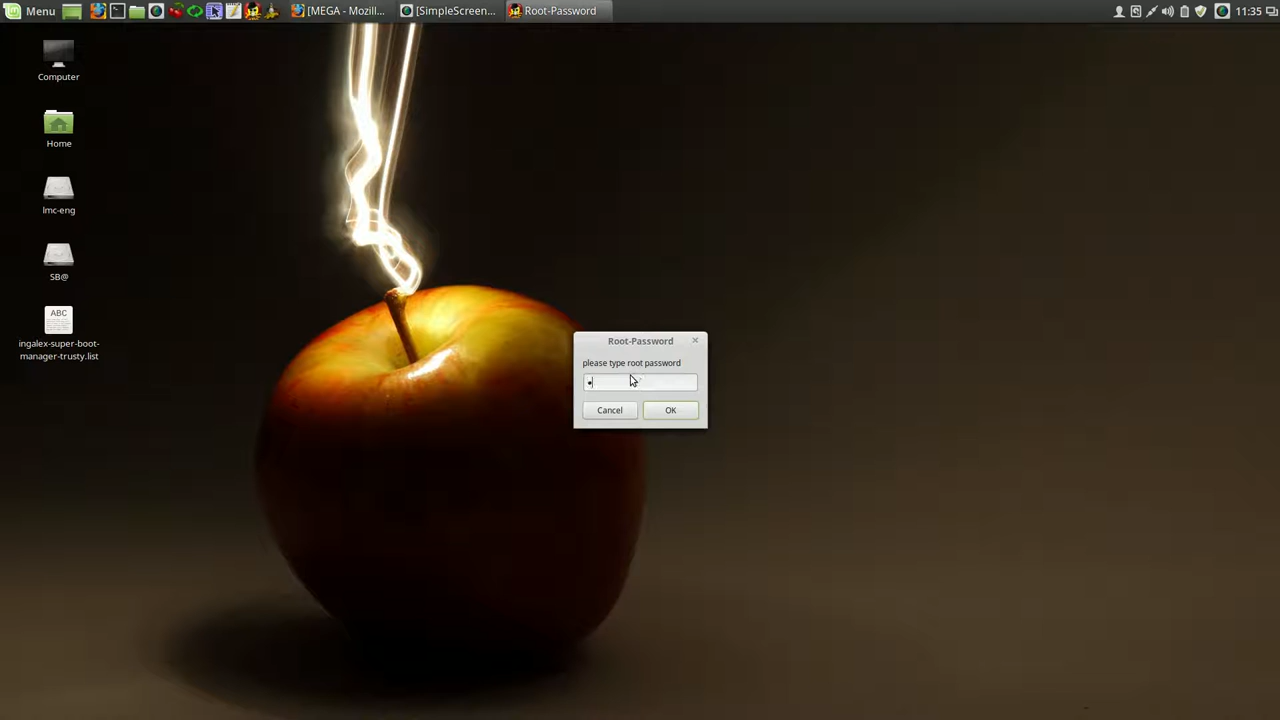 Menu
[MEGA - Mozill...
[SimpleScreen...
Root-Password
11:35
Computer
Home
lmc-eng
SB@
ABC
ingalex-super-boot-
manager-trusty.list
Root-Password
please type root password
Cancel
OK